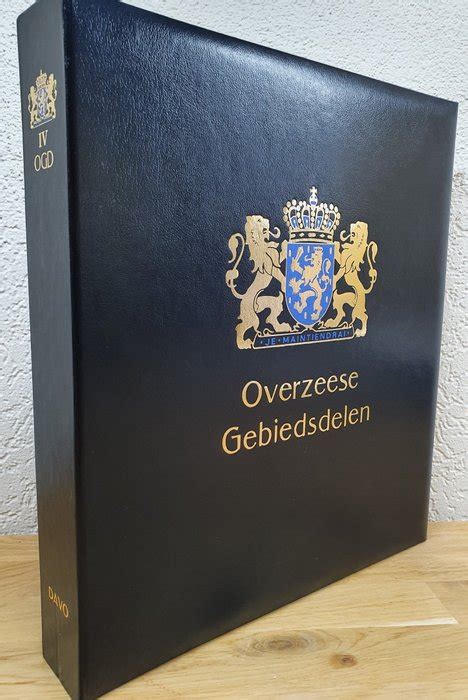 IV
OGD
DAVO
·JE·MAINTIENDRAI·
Overzeese
Gebiedsdelen